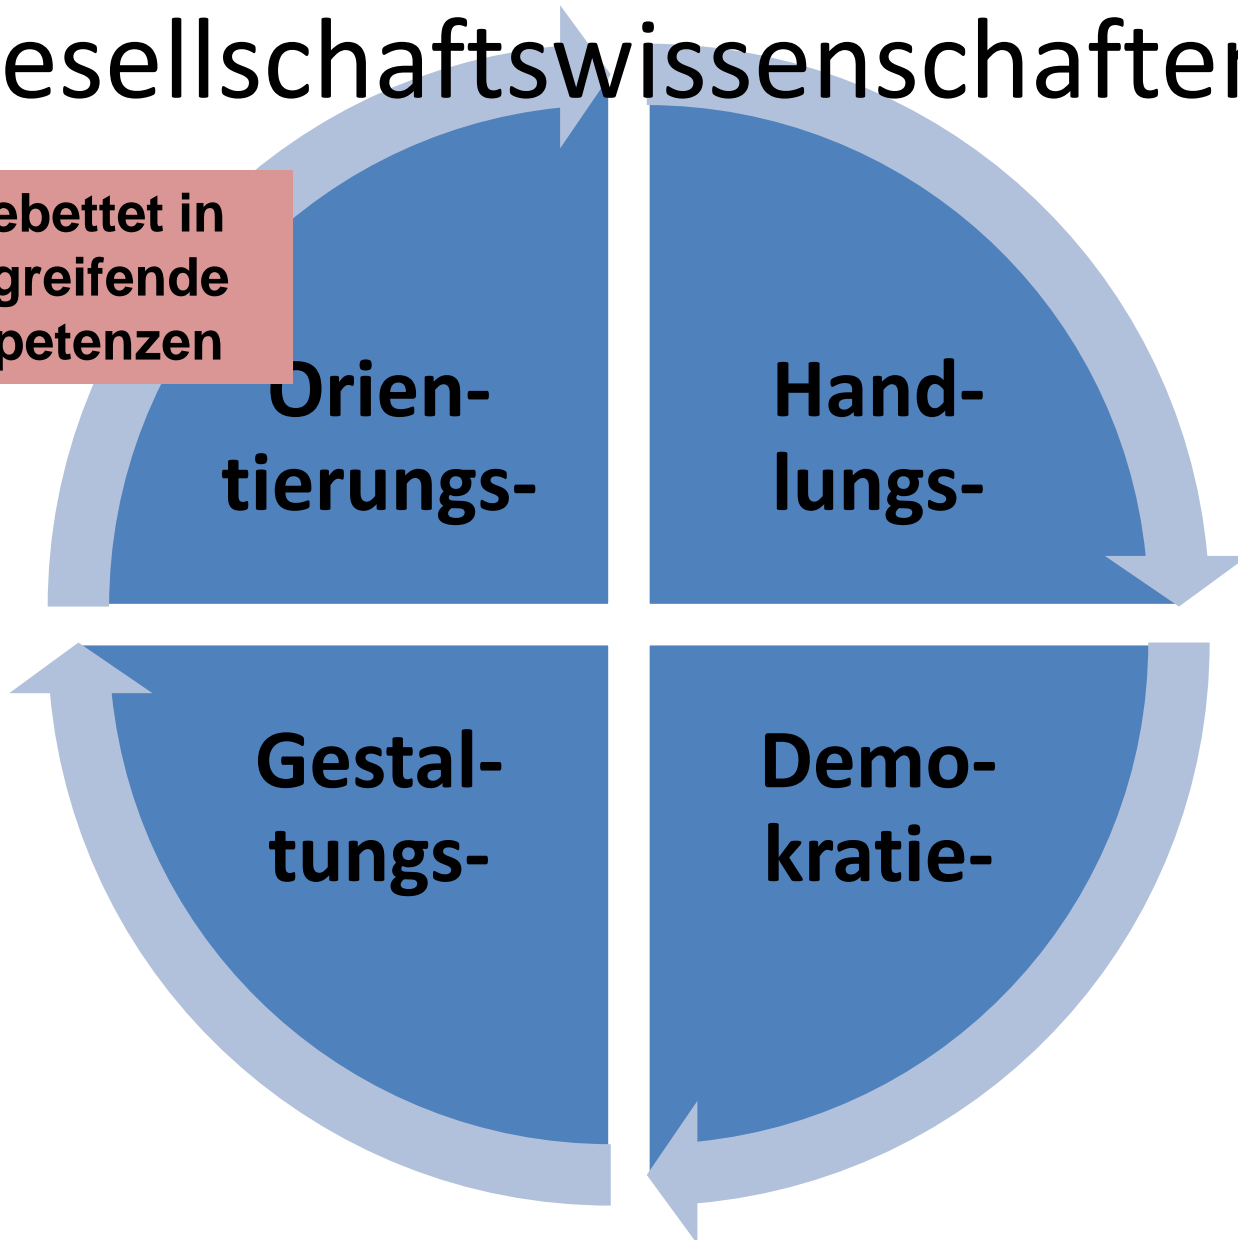 esellschaftswissenschafter
ebettet in
greifende
petenzen
Orien-
tierungs-
Hand-
lungs-
Gestal-
tungs-
Demo-
kratie-